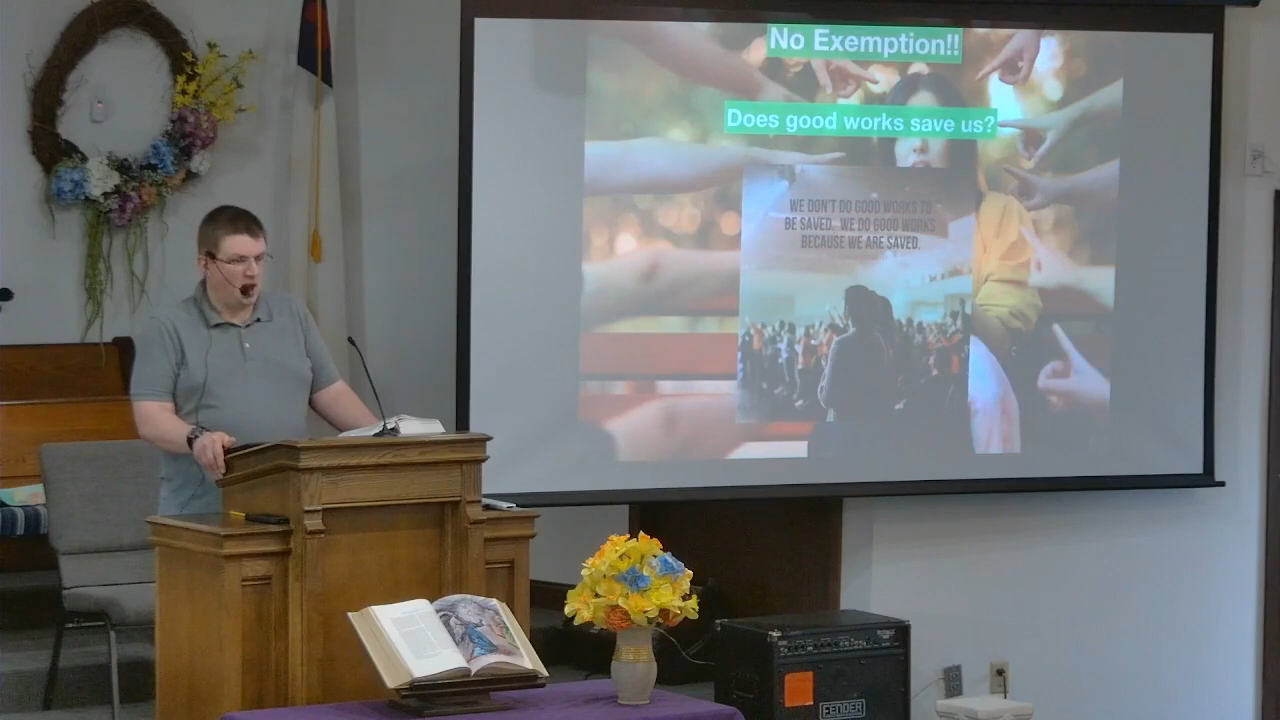 No Exemption!!
Does good works save us?
WE DON'T DO GOOD WORKS TO
BE SAVED. WE DO GOOD WORKS
BECAUSE WE ARE SAVED.
FENDER